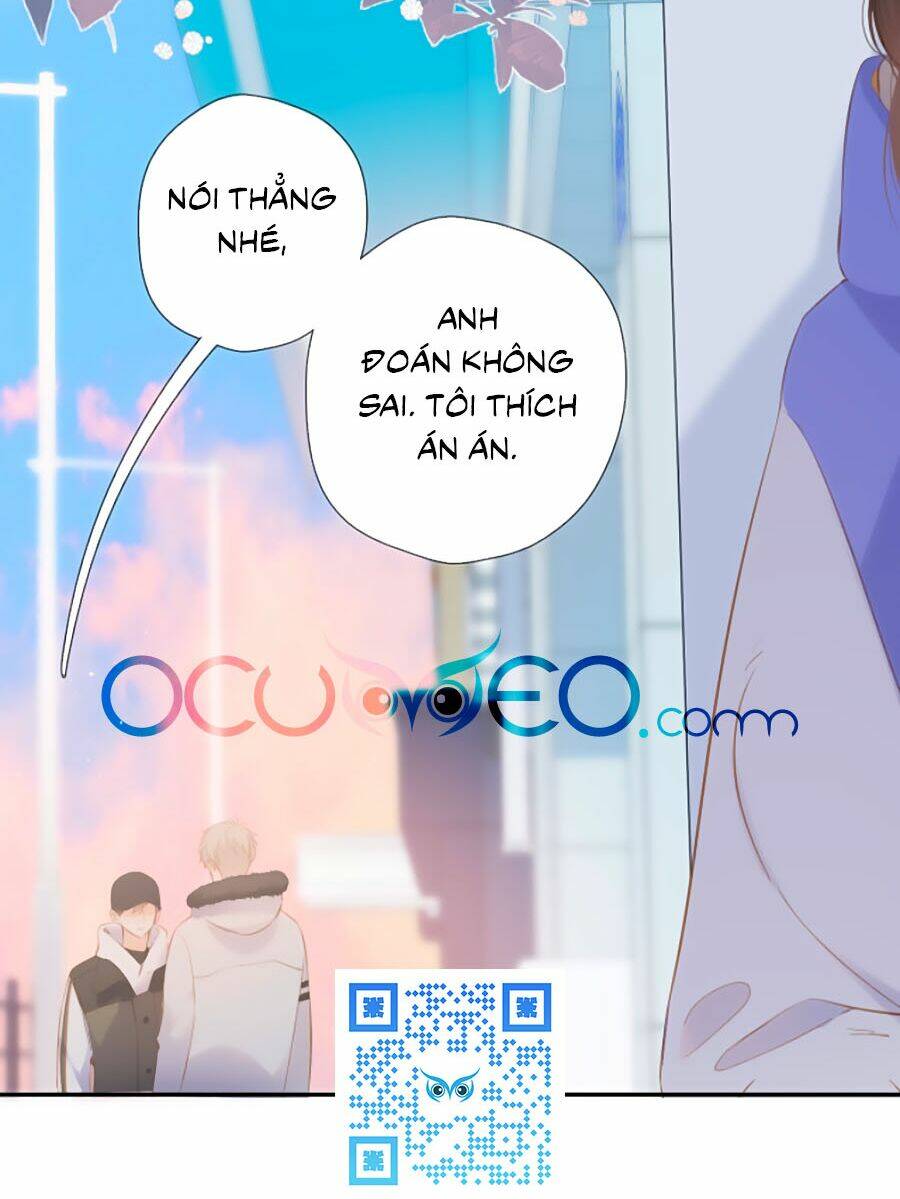 NÓI THẲNG
NHÉ,
ANH
ĐOÁN KHÔNG
SAI. TÔI THÍCH
ÁN ÁN.
OCUMEO.com